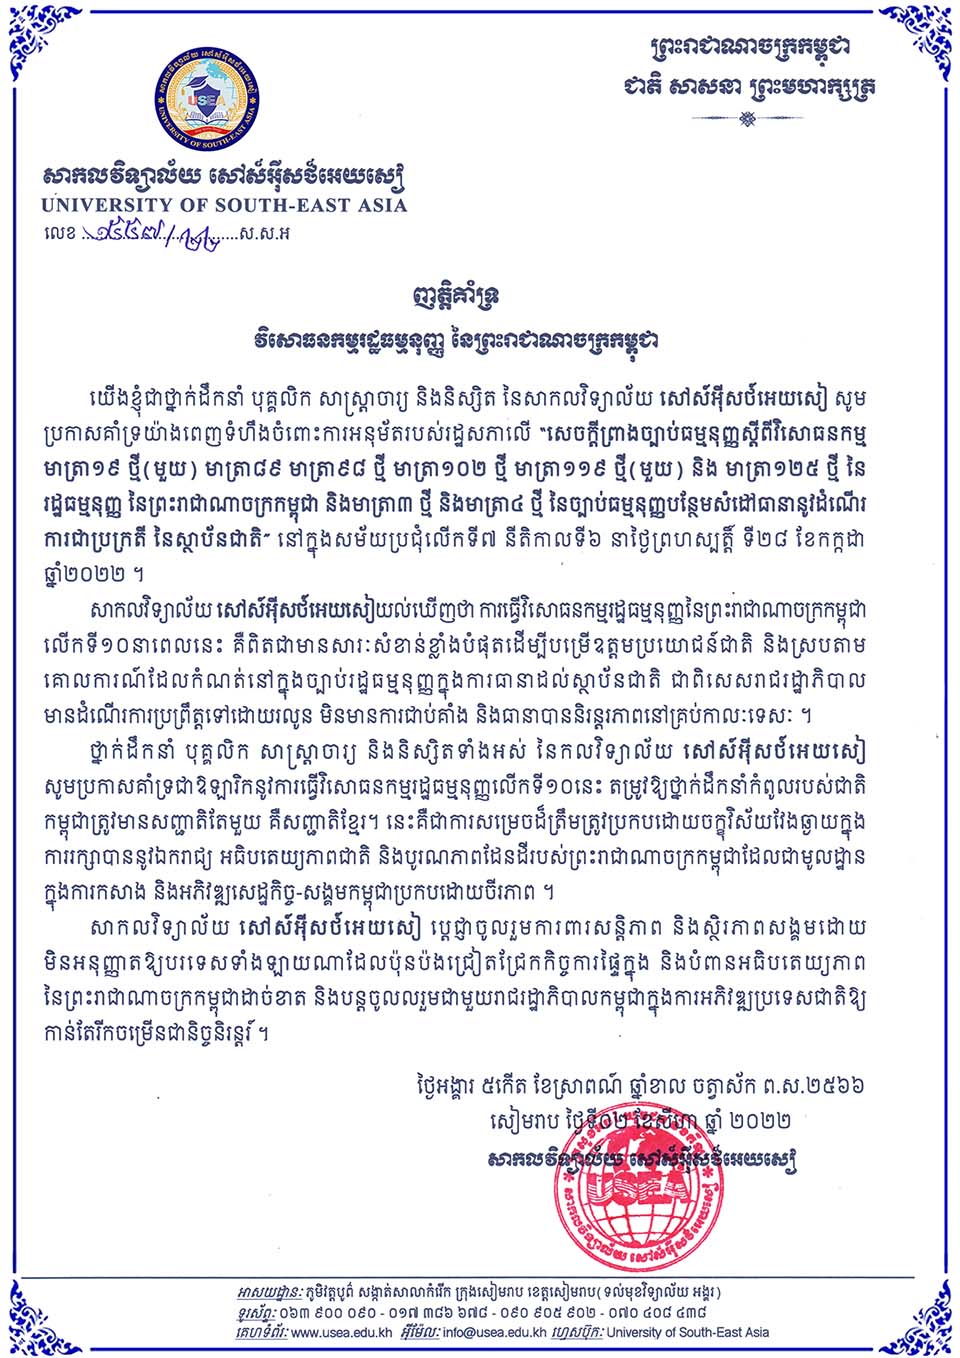 ព្រះរាជាណាចក្រកម្ពុជា
ជាតិ សាសនា ព្រះមហាក្សត្រ
សាកលវិទ្យាល័យ សៅស៍អ៊ីសថ៍អេយសៀ
USEA
UNIVERSITY OF SOUTH-EAST ASIA
សាកលវិទ្យាល័យ សៅស៍អ៊ីសថ៍អេយសៀ
UNIVERSITY OF SOUTH-EAST ASIA
លេខ ..១៥៥៧/២២..ស.ស.អ
ញត្តិគាំទ្រ
វិសោធនកម្មរដ្ឋធម្មនុញ្ញ នៃព្រះរាជាណាចក្រកម្ពុជា
យើងខ្ញុំជាថ្នាក់ដឹកនាំ បុគ្គលិក សាស្ត្រាចារ្យ និងនិស្សិត នៃសាកលវិទ្យាល័យ សៅស៍អ៊ីសថ៍អេយសៀ សូម
ប្រកាសគាំទ្រយ៉ាងពេញទំហឹងចំពោះការអនុម័តរបស់រដ្ឋសភាលើ “សេចក្តីព្រាងច្បាប់ធម្មនុញ្ញស្តីពីវិសោធនកម្ម
មាត្រា១៩ ថ្មី(មួយ) មាត្រា៨៩ មាត្រា៩៨ ថ្មី មាត្រា១០២ ថ្មី មាត្រា១១៩ ថ្មី(មួយ) និង មាត្រា១២៥ ថ្មី នៃ
រដ្ឋធម្មនុញ្ញ នៃព្រះរាជាណាចក្រកម្ពុជា និងមាត្រា៣ ថ្មី និងមាត្រា៤ ថ្មី នៃច្បាប់ធម្មនុញ្ញបន្ថែមសំដៅធានានូវដំណើរ
ការជាប្រក្រតី នៃស្ថាប័នជាតិ” នៅក្នុងសម័យប្រជុំលើកទី៧ នីតិកាលទី៦ នាថ្ងៃព្រហស្បត្តិ៍ ទី២៨ ខែកក្កដា
ឆ្នាំ២០២២ ។
សាកលវិទ្យាល័យ សៅស៍អ៊ីសថ៍អេយសៀយល់ឃើញថា ការធ្វើវិសោធនកម្មរដ្ឋធម្មនុញ្ញនៃព្រះរាជាណាចក្រកម្ពុជា
លើកទី១០នាពេលនេះ គឺពិតជាមានសារៈសំខាន់ខ្លាំងបំផុតដើម្បីបម្រើឧត្តមប្រយោជន៍ជាតិ និងស្របតាម
គោលការណ៍ដែលកំណត់នៅក្នុងច្បាប់រដ្ឋធម្មនុញ្ញក្នុងការធានាដល់ស្ថាប័នជាតិ ជាពិសេសរាជរដ្ឋាភិបាល
មានដំណើរការប្រព្រឹត្តទៅដោយរលូន មិនមានការជាប់គាំង និងធានាបាននិរន្តរភាពនៅគ្រប់កាលៈទេសៈ ។
ថ្នាក់ដឹកនាំ បុគ្គលិក សាស្ត្រាចារ្យ និងនិស្សិតទាំងអស់ នៃកលវិទ្យាល័យ សៅស៍អ៊ីសថ៍អេយសៀ
សូមប្រកាសគាំទ្រជាឱឡារិកនូវការធ្វើវិសោធនកម្មរដ្ឋធម្មនុញ្ញលើកទី១០នេះ តម្រូវឱ្យថ្នាក់ដឹកនាំកំពូលរបស់ជាតិ
កម្ពុជាត្រូវមានសញ្ជាតិតែមួយ គឺសញ្ជាតិខ្មែរ។ នេះគឺជាការសម្រេចដ៏ត្រឹមត្រូវប្រកបដោយចក្ខុវិស័យវែងឆ្ងាយក្នុង
ការរក្សាបាននូវឯករាជ្យ អធិបតេយ្យភាពជាតិ និងបូរណភាពដែនដីរបស់ព្រះរាជាណាចក្រកម្ពុជាដែលជាមូលដ្ឋាន
ក្នុងការកសាង និងអភិវឌ្ឍសេដ្ឋកិច្ច-សង្គមកម្ពុជាប្រកបដោយចីរភាព ។
សាកលវិទ្យាល័យ សៅស៍អ៊ីសថ៍អេយសៀ ប្តេជ្ញាចូលរួមការពារសន្តិភាព និងស្ថិរភាពសង្គមដោយ
មិនអនុញ្ញាតឱ្យបរទេសទាំងឡាយណាដែលប៉ុនប៉ងជ្រៀតជ្រែកកិច្ចការផ្ទៃក្នុង និងបំពានអធិបតេយ្យភាព
នៃព្រះរាជាណាចក្រកម្ពុជាដាច់ខាត និងបន្តចូលលរួមជាមួយរាជរដ្ឋាភិបាលកម្ពុជាក្នុងការអភិវឌ្ឍប្រទេសជាតិឱ្យ
កាន់តែរីកចម្រើនជានិច្ចនិរន្តរ៍ ។
ថ្ងៃអង្គារ ៥កើត ខែស្រាពណ៍ ឆ្នាំខាល ចត្វាស័ក ព.ស.២៥៦៦
សៀមរាប ថ្ងៃទី០២ ខែសីហា ឆ្នាំ ២០២២
សាកលវិទ្យាល័យ សៅស៍អ៊ីសថ៍អេយសៀ
USEA
សាកលវិទ្យាល័យ សៅស៍អ៊ីសថ៍អេយសៀ
អាសយដ្ឋាន: ភូមិវត្តបូព៌ សង្កាត់សាលាកំរើក ក្រុងសៀមរាប ខេត្តសៀមរាប(ទល់មុខវិទ្យាល័យ អង្គរ)
ទូរស័ព្ទ: ០៦៣ ៩០០ ០៩០ - ០១៧ ៣៨៦ ៦៧៨ - ០៩០ ៩០៥ ៩០២ - ០៧០ ៤០៨ ៤៣៨
គេហទំព័រ: www.usea.edu.kh អ៊ីម៉ែល: info@usea.edu.kh ហ្វេសប៊ុក: University of South-East Asia